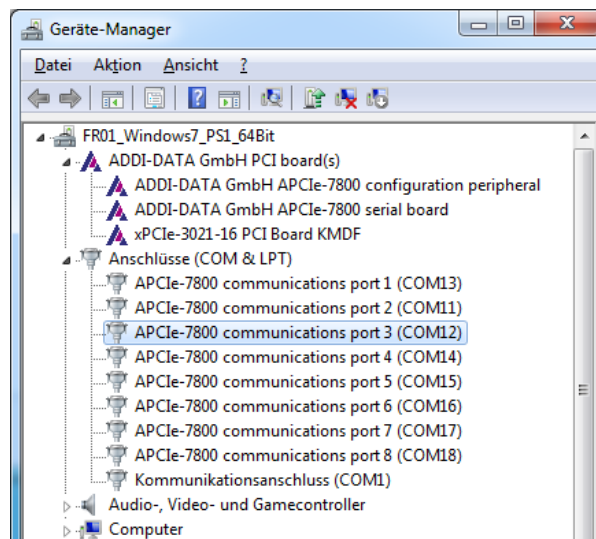 Geräte-Manager
Datei Aktion Ansicht ?
FR01_Windows7_PS1_64Bit
ADDI-DATA GmbH PCI board(s)
ADDI-DATA GmbH APCIe-7800 configuration peripheral
ADDI-DATA GmbH APCIe-7800 serial board
xPCIe-3021-16 PCI Board KMDF
Anschlüsse (COM & LPT)
APCIe-7800 communications port 1 (COM13)
APCIe-7800 communications port 2 (COM11)
APCIe-7800 communications port 3 (COM12)
APCIe-7800 communications port 4 (COM14)
APCIe-7800 communications port 5 (COM15)
APCIe-7800 communications port 6 (COM16)
APCIe-7800 communications port 7 (COM17)
APCIe-7800 communications port 8 (COM18)
Kommunikationsanschluss (COM1)
Audio-, Video- und Gamecontroller
Computer